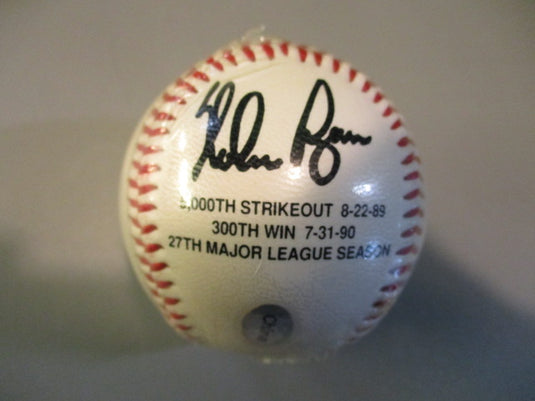 Nolan Ryan
5,000TH STRIKEOUT 8-22-89
300TH WIN 7-31-90
27TH MAJOR LEAGUE SEASON